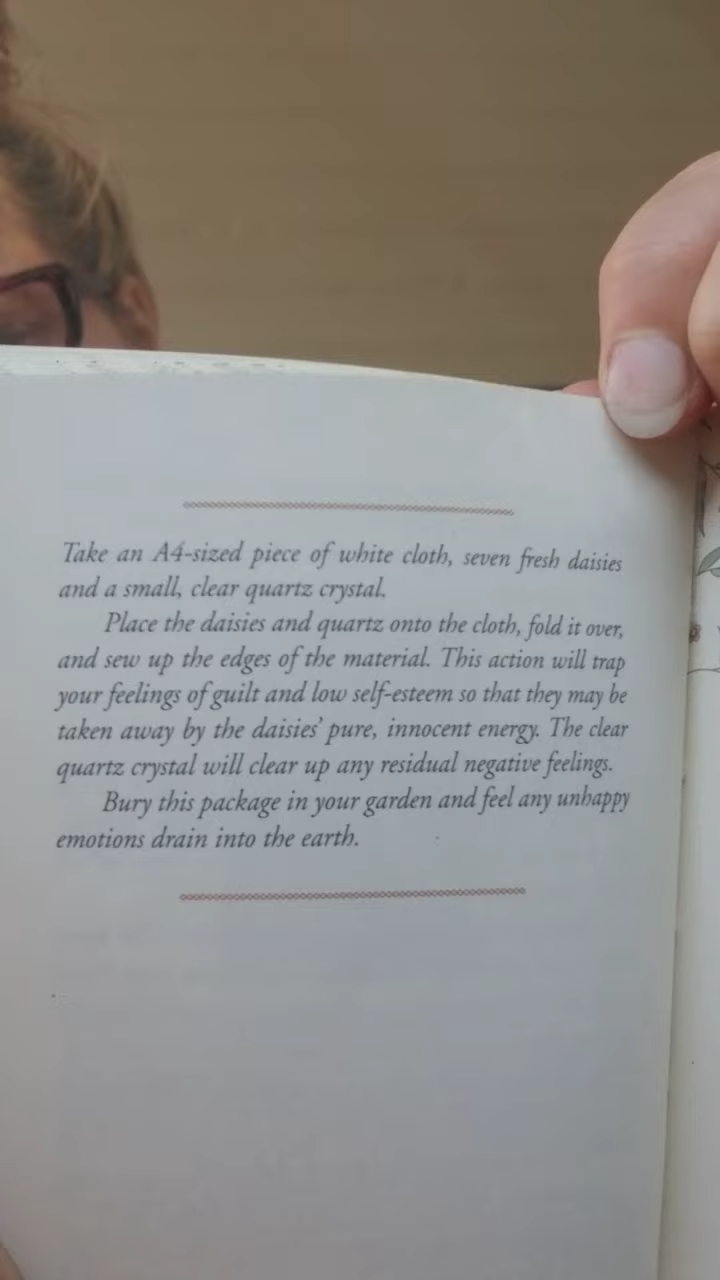 Take an A4-sized piece of white cloth, seven fresh daisies
and a small, clear quartz crystal.
Place the daisies and quartz onto the cloth, fold it over,
and sew up the edges of the material. This action will trap
your feelings of guilt and low self-esteem so that they may be
taken away by the daisies' pure, innocent energy. The clear
quartz crystal will clear up any residual negative feelings.
Bury this package in your garden and feel any unhappy
emotions drain into the earth.